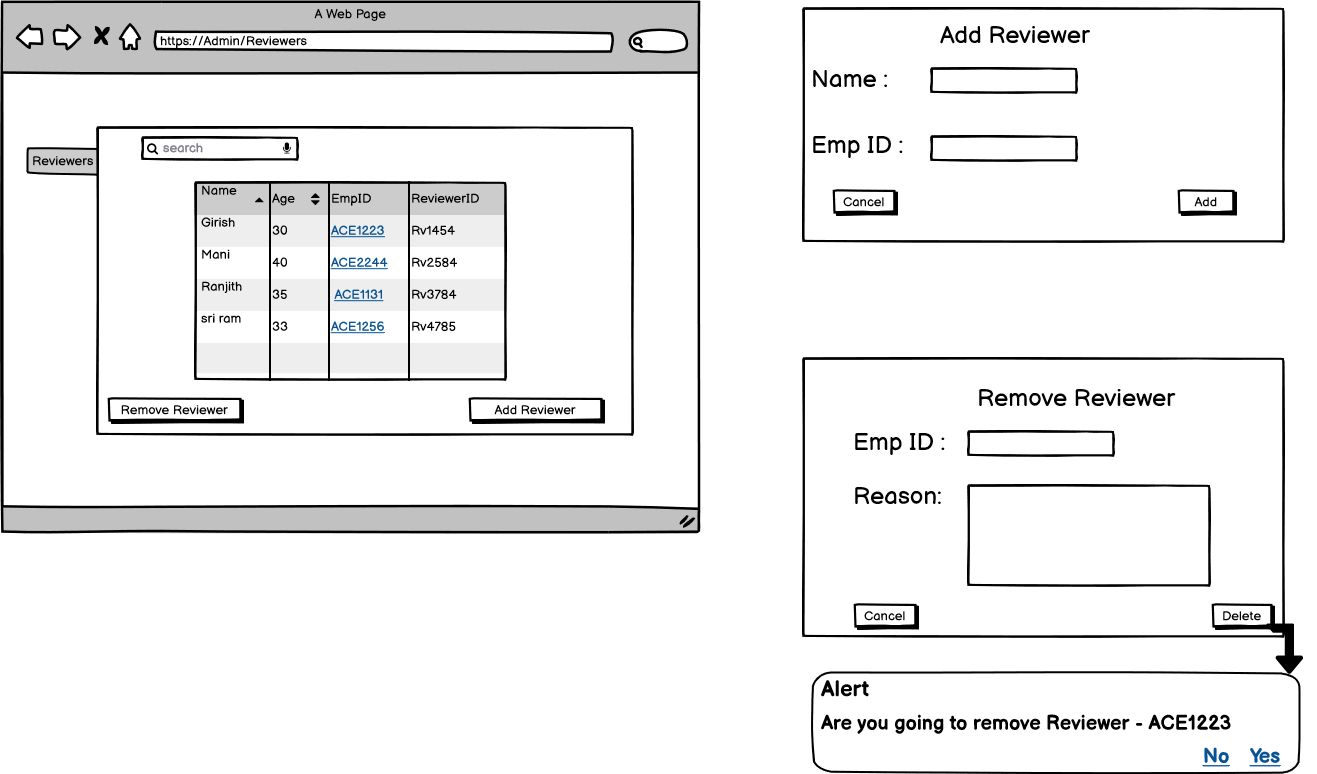 A Web Page
https://Admin/Reviewers
Reviewers
search
Name Age EmpID ReviewerID
Girish 30 ACE1223 Rv1454
Mani 40 ACE2244 Rv2584
Ranjith 35 ACE1131 Rv3784
sri ram 33 ACE1256 Rv4785
Remove Reviewer Add Reviewer
Add Reviewer
Name :
Emp ID :
Cancel Add
Remove Reviewer
Emp ID :
Reason:
Cancel Delete
Alert
Are you going to remove Reviewer - ACE1223
No Yes